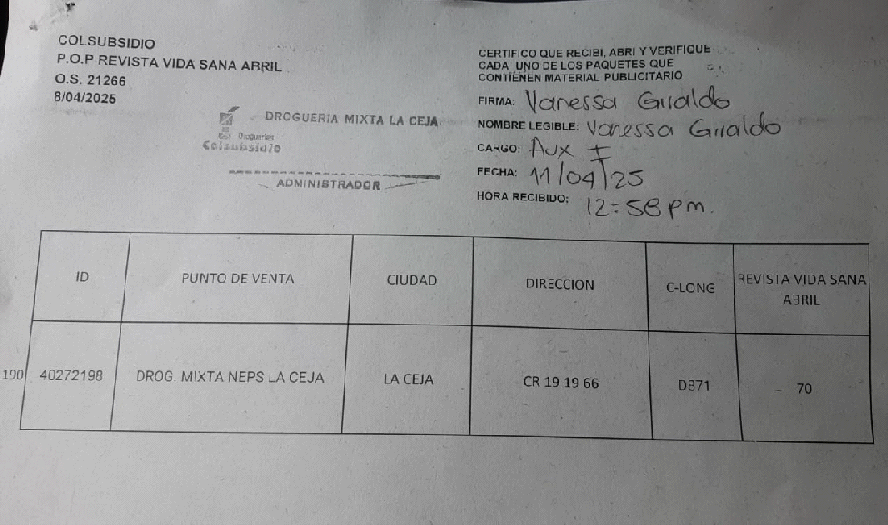 COLSUBSIDIO
P.O.P REVISTA VIDA SANA ABRIL
O.S. 21266
8/04/2025
DROGUERIA MIXTA LA CEJA
Droguerías
Colsubsidio
ADMINISTRADOR
CERTIFICO QUE RECIBI, ABRI Y VERIFIQUE
CADA UNO DE LOS PAQUETES QUE
CONTIENEN MATERIAL PUBLICITARIO
FIRMA: Vanessa Giraldo
NOMBRE LEGIBLE: Vanessa Giraldo
CARGO: Aux I
FECHA: 11/04/25
HORA RECIBIDO: 12:58 pm.
ID PUNTO DE VENTA CIUDAD DIRECCION C-LONG REVISTA VIDA SANA ABRIL
190 40272198 DROG. MIXTA NEPS LA CEJA LA CEJA CR 19 19 66 D871 70